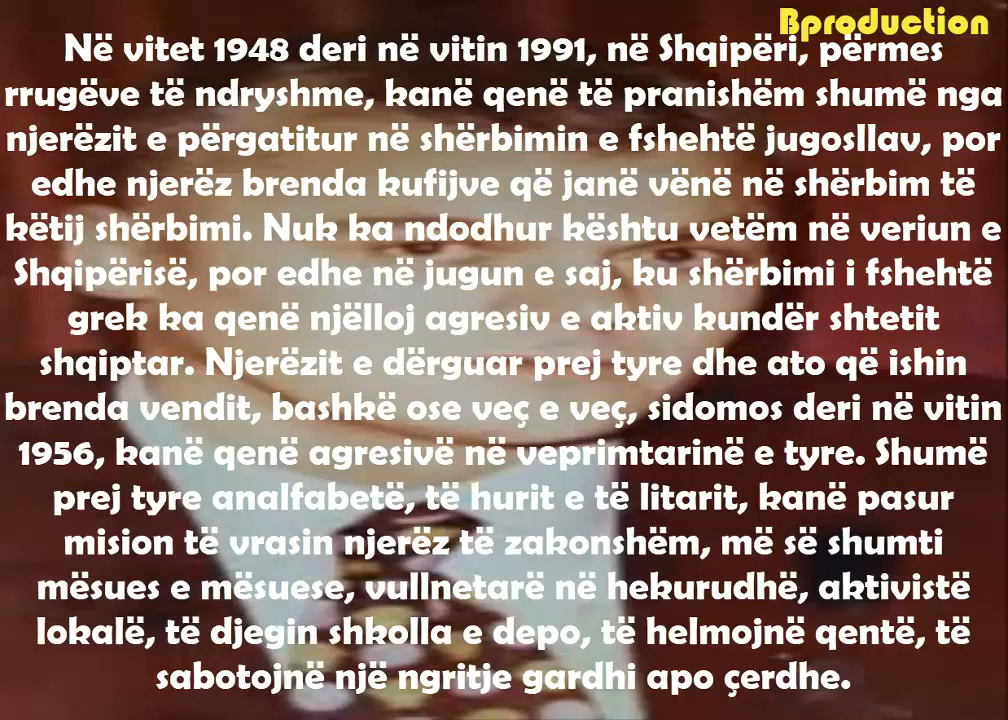 Bproduction
Në vitet 1948 deri në vitin 1991, në Shqipëri, përmes
rrugëve të ndryshme, kanë qenë të pranishëm shumë nga
njerëzit e përgatitur në shërbimin e fshehtë jugosllav, por
edhe njerëz brenda kufijve që janë vënë në shërbim të
këtij shërbimi. Nuk ka ndodhur kështu vetëm në veriun e
Shqipërisë, por edhe në jugun e saj, ku shërbimi i fshehtë
grek ka qenë njëlloj agresiv e aktiv kundër shtetit
shqiptar. Njerëzit e dërguar prej tyre dhe ato që ishin
brenda vendit, bashkë ose veç e veç, sidomos deri në vitin
1956, kanë qenë agresivë në veprimtarinë e tyre. Shumë
prej tyre analfabetë, të hurit e të litarit, kanë pasur
mision të vrasin njerëz të zakonshëm, më së shumti
mësues e mësuese, vullnetarë në hekurudhë, aktivistë
lokalë, të djegin shkolla e depo, të helmojnë qentë, të
sabotojnë një ngritje gardhi apo çerdhe.